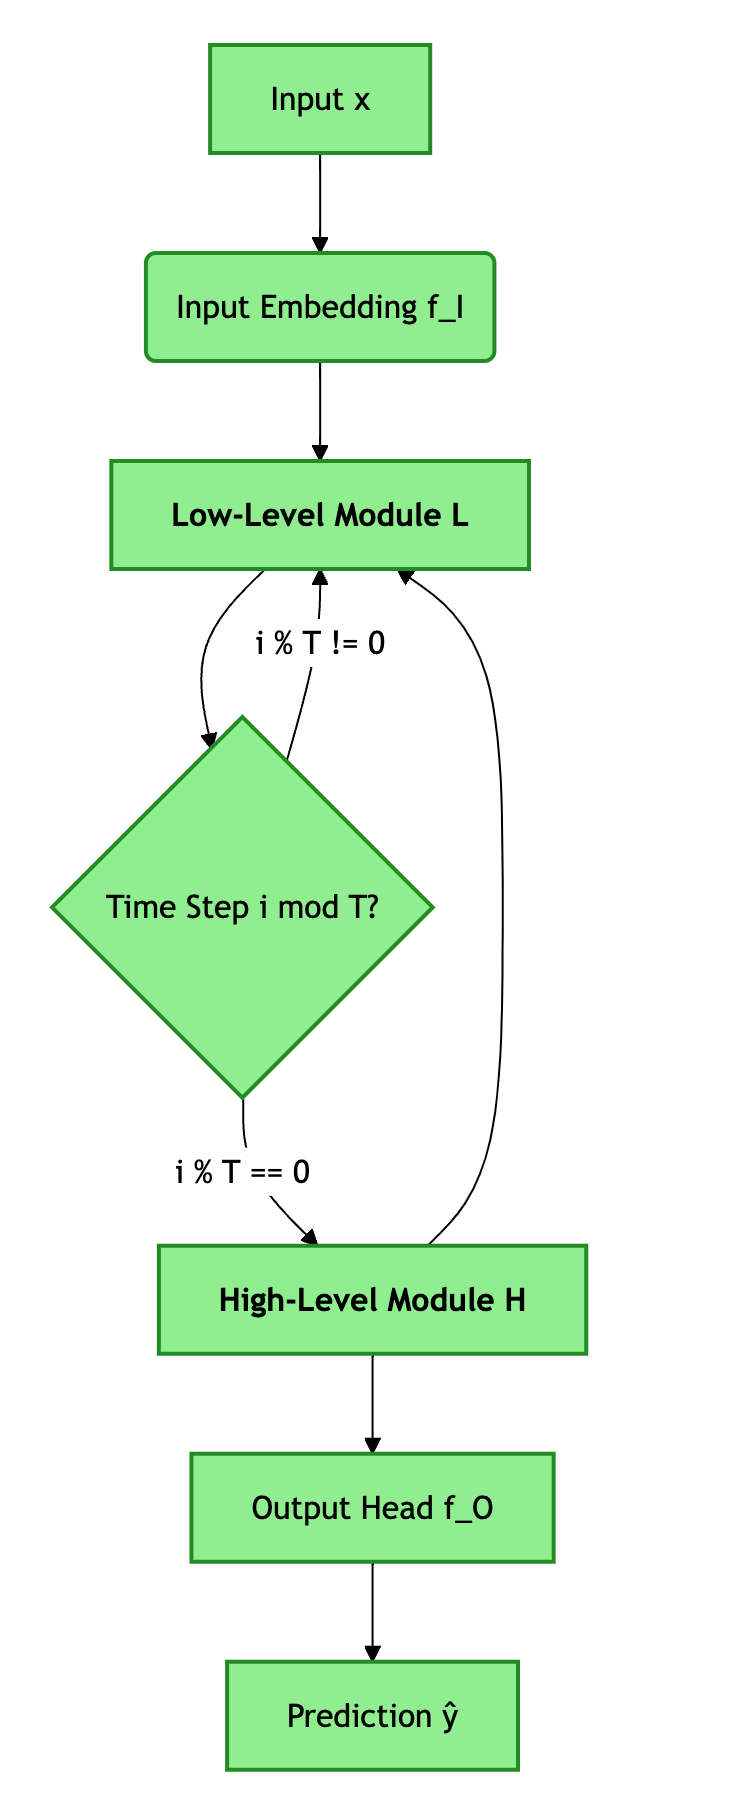 Input x
Input Embedding f_I
Low-Level Module L
i % T != 0
Time Step i mod T?
i % T == 0
High-Level Module H
Output Head f_O
Prediction ŷ